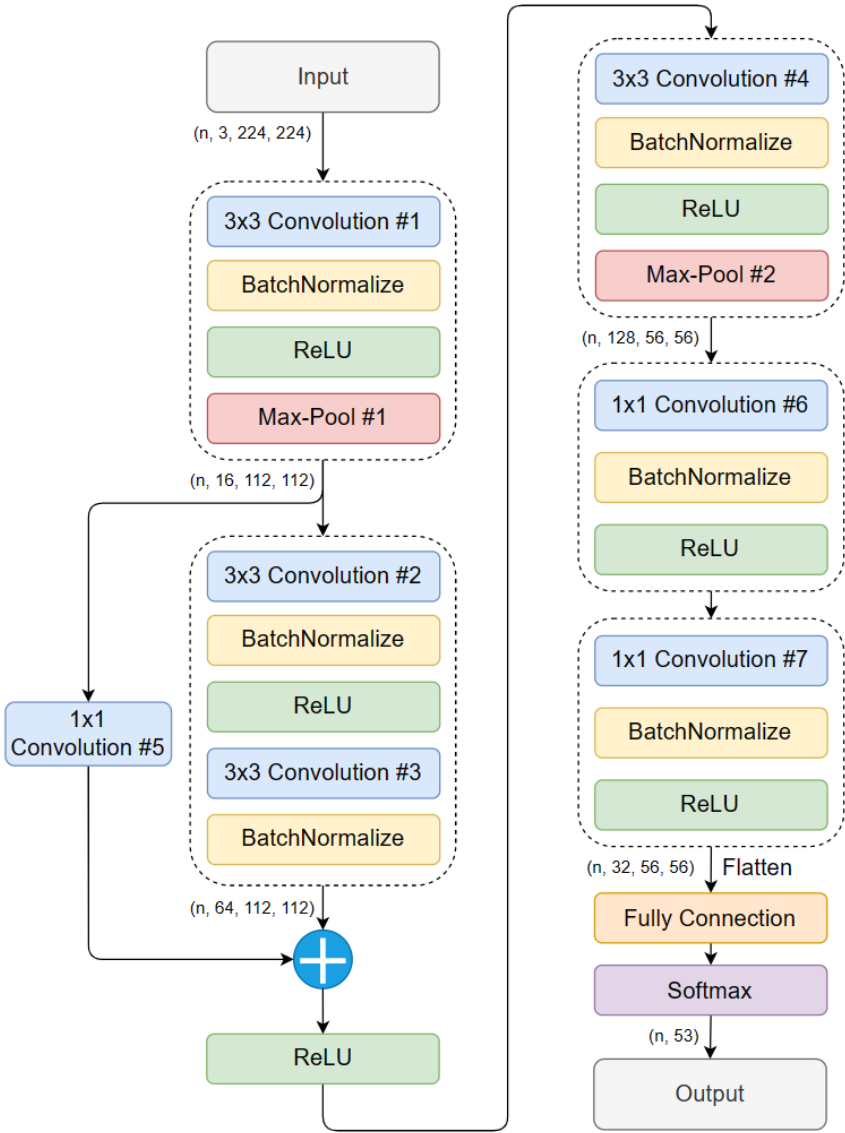 Input
(n, 3, 224, 224)
3x3 Convolution #1
BatchNormalize
ReLU
Max-Pool #1
(n, 16, 112, 112)
3x3 Convolution #2
BatchNormalize
ReLU
3x3 Convolution #3
BatchNormalize
1x1
Convolution #5
(n, 64, 112, 112)
ReLU
3x3 Convolution #4
BatchNormalize
ReLU
Max-Pool #2
(n, 128, 56, 56)
1x1 Convolution #6
BatchNormalize
ReLU
1x1 Convolution #7
BatchNormalize
ReLU
(n, 32, 56, 56) Flatten
Fully Connection
Softmax
(n, 53)
Output